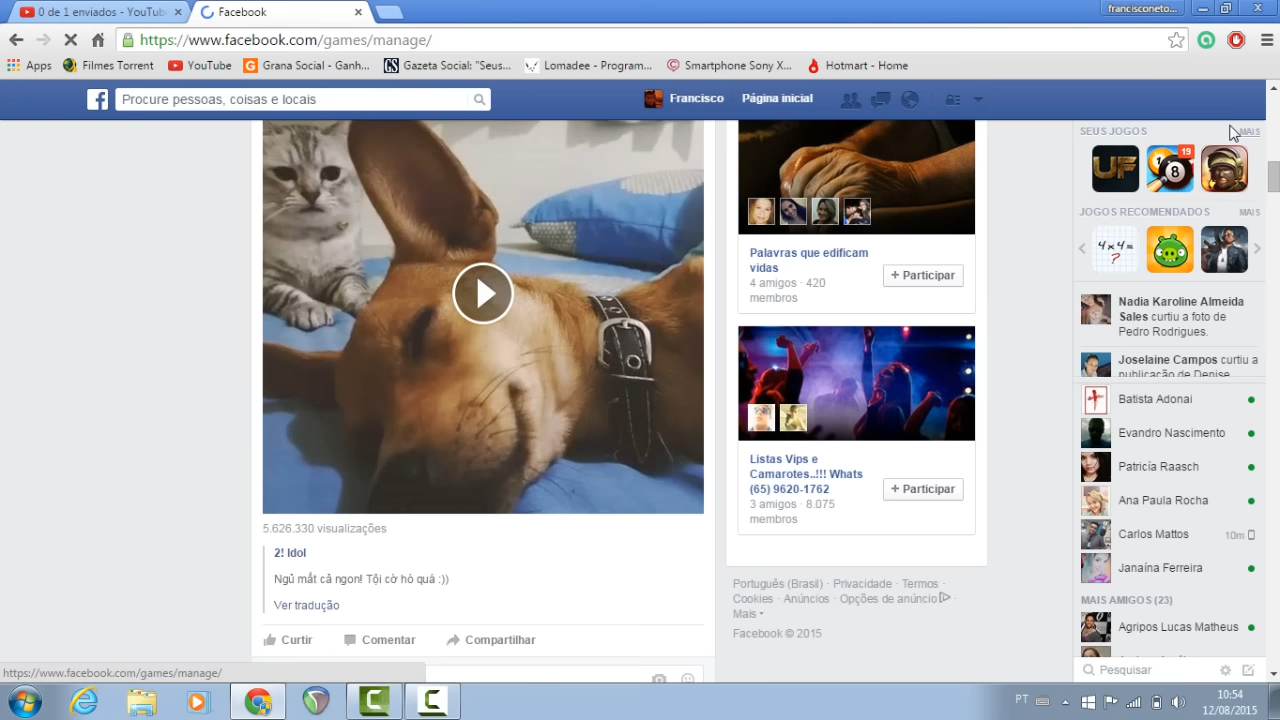 0 de 1 enviados - YouTub
Facebook
francisconeto...
https://www.facebook.com/games/manage/
Apps
Filmes Torrent
YouTube
Grana Social - Ganh...
Gazeta Social: "Seus...
Lomadee - Program...
Smartphone Sony X...
Hotmart - Home
Procure pessoas, coisas e locais
Francisco
Página inicial
SEUS JOGOS
MAIS
UF
19
8
JOGOS RECOMENDADOS
MAIS
4x4=
?
Palavras que edificam
vidas
4 amigos · 420
membros
+ Participar
Nadia Karoline Almeida
Sales curtiu a foto de
Pedro Rodrigues.
Joselaine Campos curtiu a
publicação de Denise
Batista Adonai
Evandro Nascimento
Patricía Raasch
Ana Paula Rocha
Carlos Mattos
10m
Janaína Ferreira
MAIS AMIGOS (23)
Agripos Lucas Matheus
Pesquisar
Listas Vips e
Camarotes..!!! Whats
(65) 9620-1762
3 amigos · 8.075
membros
+ Participar
5.626.330 visualizações
2! Idol
Ngủ mất cả ngon! Tội cờ hó quá :))
Ver tradução
Curtir
Comentar
Compartilhar
Português (Brasil) · Privacidade · Termos ·
Cookies · Anúncios · Opções de anúncio ·
Mais
Facebook © 2015
https://www.facebook.com/games/manage/
PT
10:54
12/08/2015